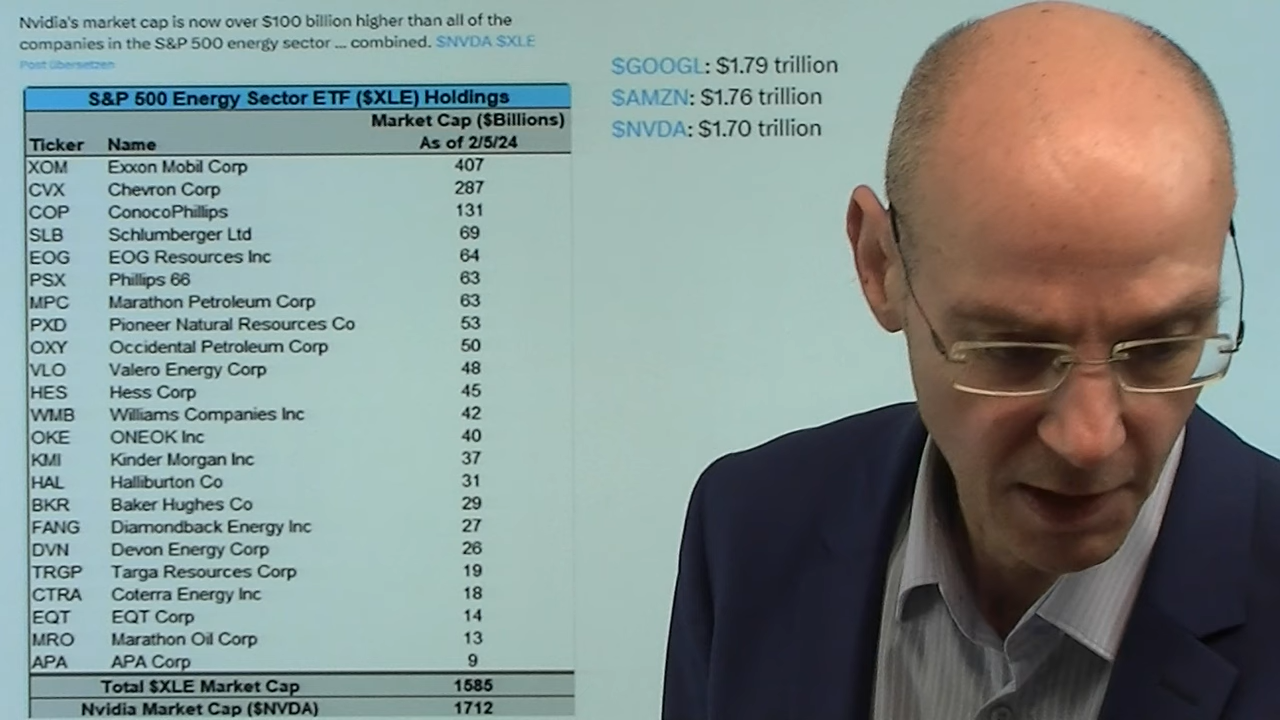 Nvidia's market cap is now over $100 billion higher than all of the
companies in the S&P 500 energy sector ... combined. $NVDA $XLE
Post übersetzen
S&P 500 Energy Sector ETF ($XLE) Holdings
Market Cap ($Billions)
Ticker Name As of 2/5/24
XOM Exxon Mobil Corp 407
CVX Chevron Corp 287
COP ConocoPhillips 131
SLB Schlumberger Ltd 69
EOG EOG Resources Inc 64
PSX Phillips 66 63
MPC Marathon Petroleum Corp 63
PXD Pioneer Natural Resources Co 53
OXY Occidental Petroleum Corp 50
VLO Valero Energy Corp 48
HES Hess Corp 45
WMB Williams Companies Inc 42
OKE ONEOK Inc 40
KMI Kinder Morgan Inc 37
HAL Halliburton Co 31
BKR Baker Hughes Co 29
FANG Diamondback Energy Inc 27
DVN Devon Energy Corp 26
TRGP Targa Resources Corp 19
CTRA Coterra Energy Inc 18
EQT EQT Corp 14
MRO Marathon Oil Corp 13
APA APA Corp 9
Total $XLE Market Cap 1585
Nvidia Market Cap ($NVDA) 1712
$GOOGL: $1.79 trillion
$AMZN: $1.76 trillion
$NVDA: $1.70 trillion